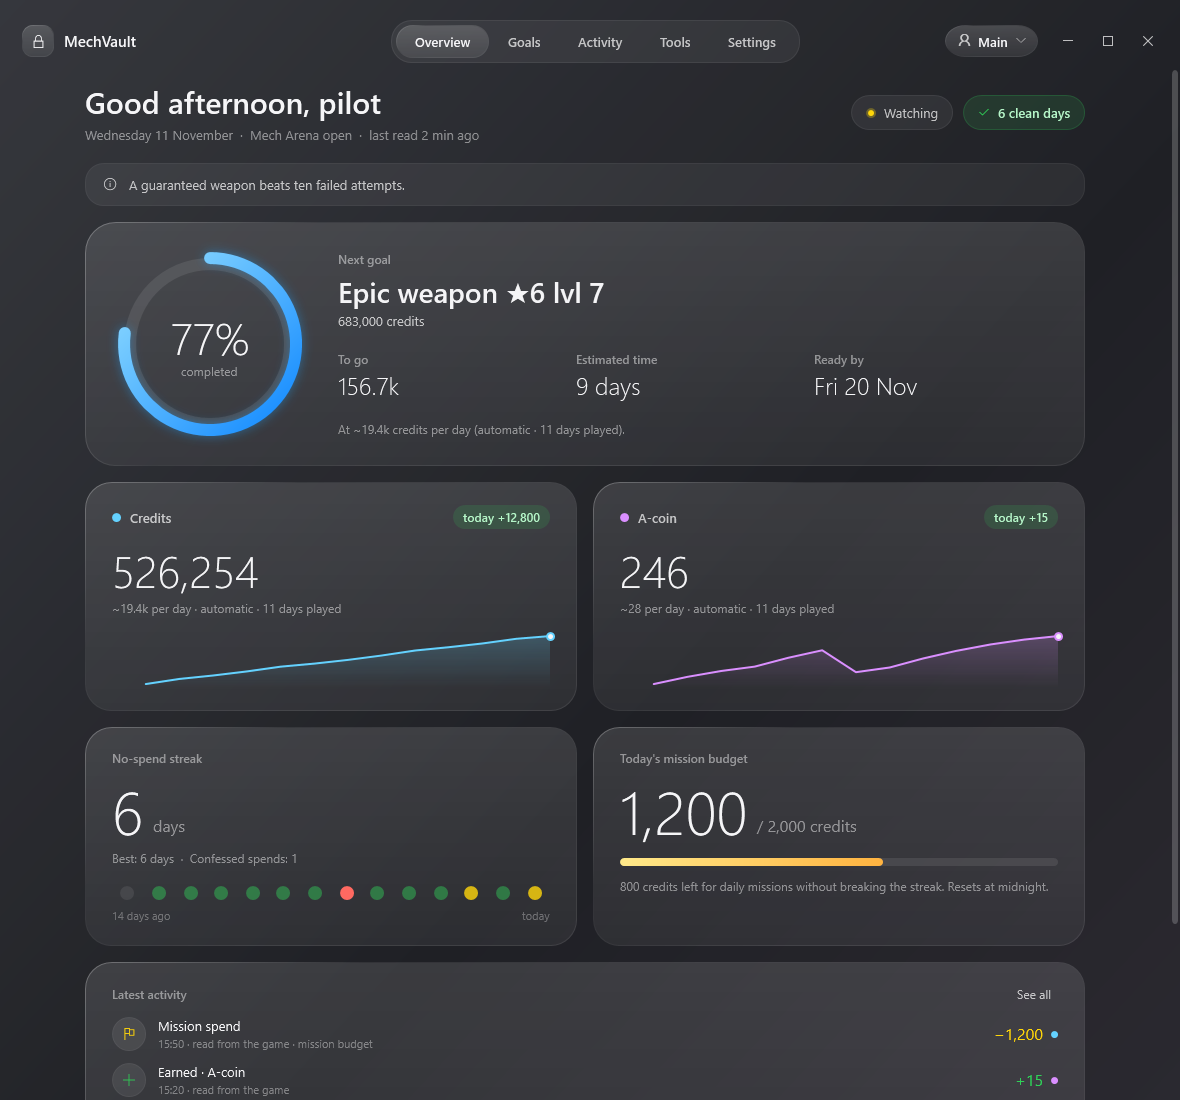 MechVault
Overview
Goals
Activity
Tools
Settings
Main
Good afternoon, pilot
Wednesday 11 November · Mech Arena open · last read 2 min ago
Watching
6 clean days
A guaranteed weapon beats ten failed attempts.
77%
completed
Next goal
Epic weapon ★6 lvl 7
683,000 credits
To go
Estimated time
Ready by
156.7k
9 days
Fri 20 Nov
At ~19.4k credits per day (automatic · 11 days played).
Credits
today +12,800
526,254
~19.4k per day · automatic · 11 days played
A-coin
today +15
246
~28 per day · automatic · 11 days played
No-spend streak
6 days
Best: 6 days · Confessed spends: 1
14 days ago
today
Today's mission budget
1,200 / 2,000 credits
800 credits left for daily missions without breaking the streak. Resets at midnight.
Latest activity
See all
Mission spend
15:50 · read from the game · mission budget
−1,200
Earned · A-coin
15:20 · read from the game
+15